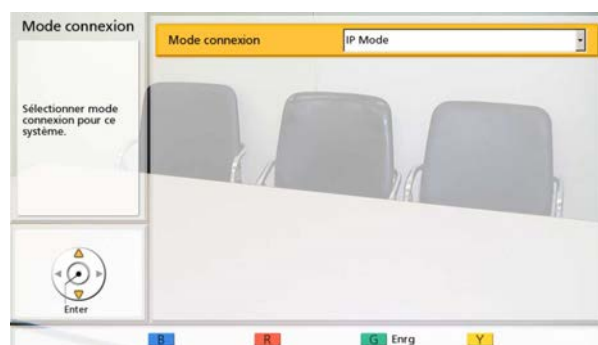 Mode connexion
Mode connexion
IP Mode
Sélectionner mode
connexion pour ce
système.
Enter
B
R
G Enrg
Y